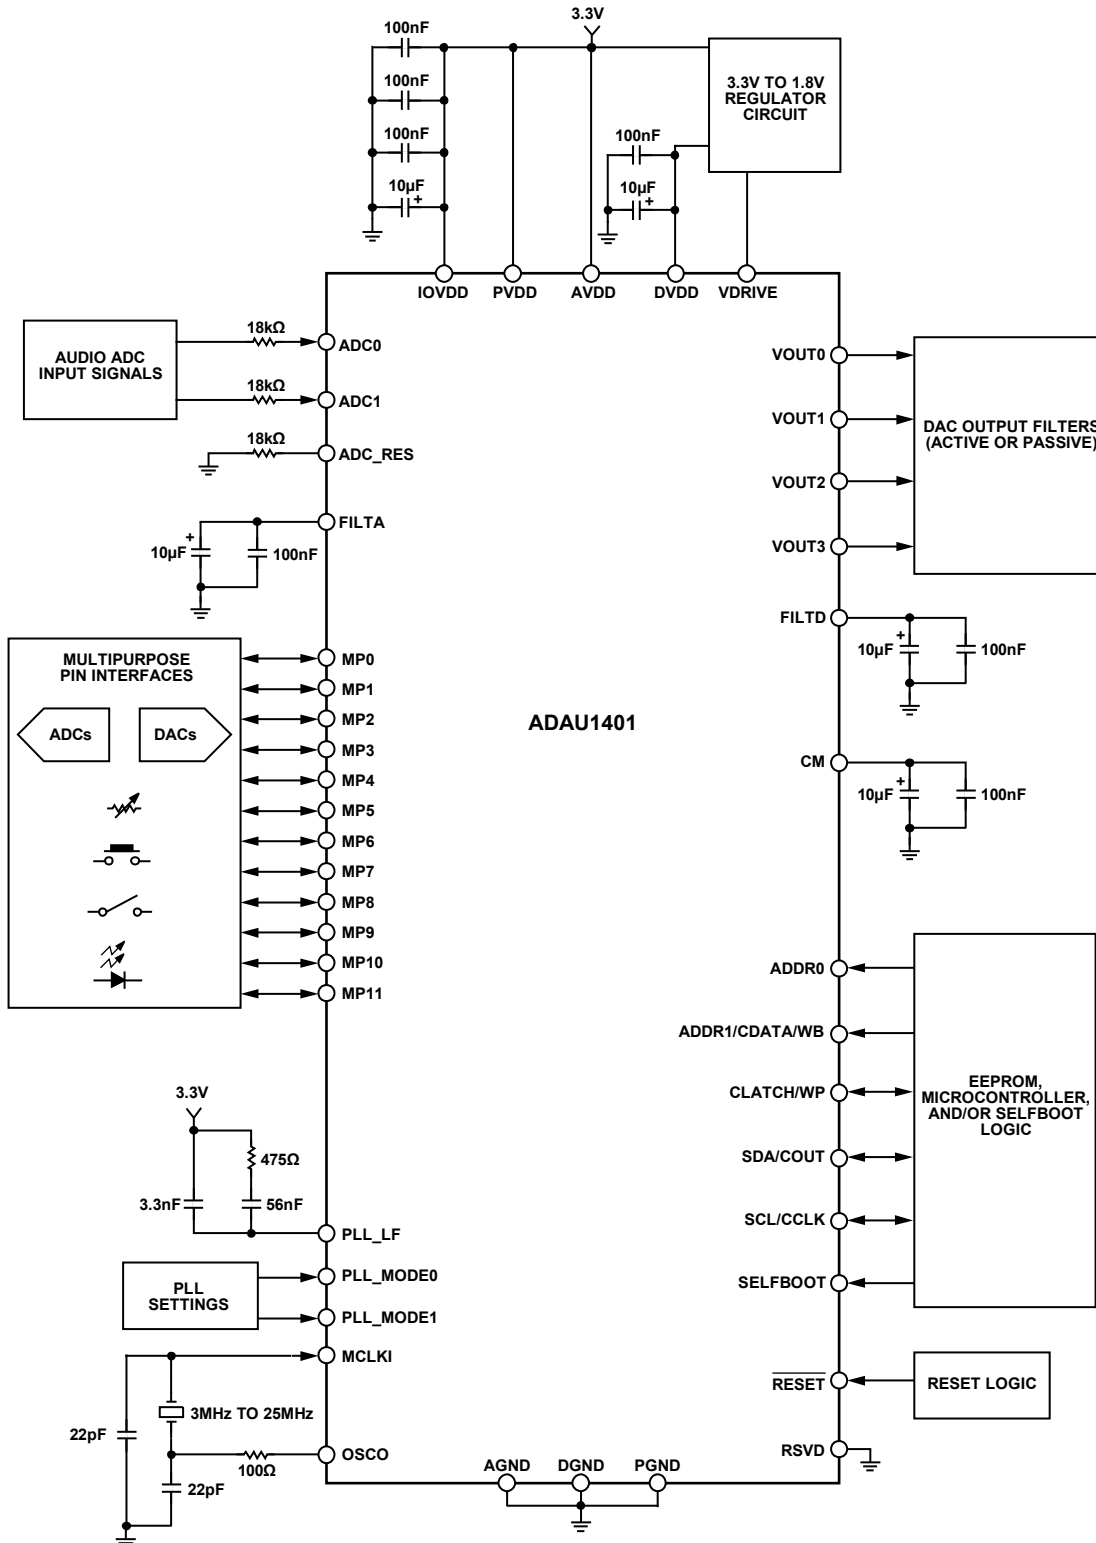 3.3V
100nF
100nF
100nF
10µF
+
3.3V TO 1.8V
REGULATOR
CIRCUIT
100nF
10µF
+
IOVDD
PVDD
AVDD
DVDD
VDRIVE
AUDIO ADC
INPUT SIGNALS
18kΩ
ADC0
18kΩ
ADC1
18kΩ
ADC_RES
FILTA
+
10µF
100nF
MULTIPURPOSE
PIN INTERFACES
ADCs
DACs
MP0
MP1
MP2
MP3
MP4
MP5
MP6
MP7
MP8
MP9
MP10
MP11
3.3V
475Ω
3.3nF
56nF
PLL_LF
PLL
SETTINGS
PLL_MODE0
PLL_MODE1
MCLKI
3MHz TO 25MHz
22pF
100Ω
OSCO
22pF
ADAU1401
AGND
DGND
PGND
VOUT0
VOUT1
VOUT2
VOUT3
DAC OUTPUT FILTERS
(ACTIVE OR PASSIVE)
FILTD
+
10µF
100nF
CM
+
10µF
100nF
ADDR0
ADDR1/CDATA/WB
CLATCH/WP
SDA/COUT
SCL/CCLK
SELFBOOT
EEPROM,
MICROCONTROLLER,
AND/OR SELFBOOT
LOGIC
RESET
RESET LOGIC
RSVD